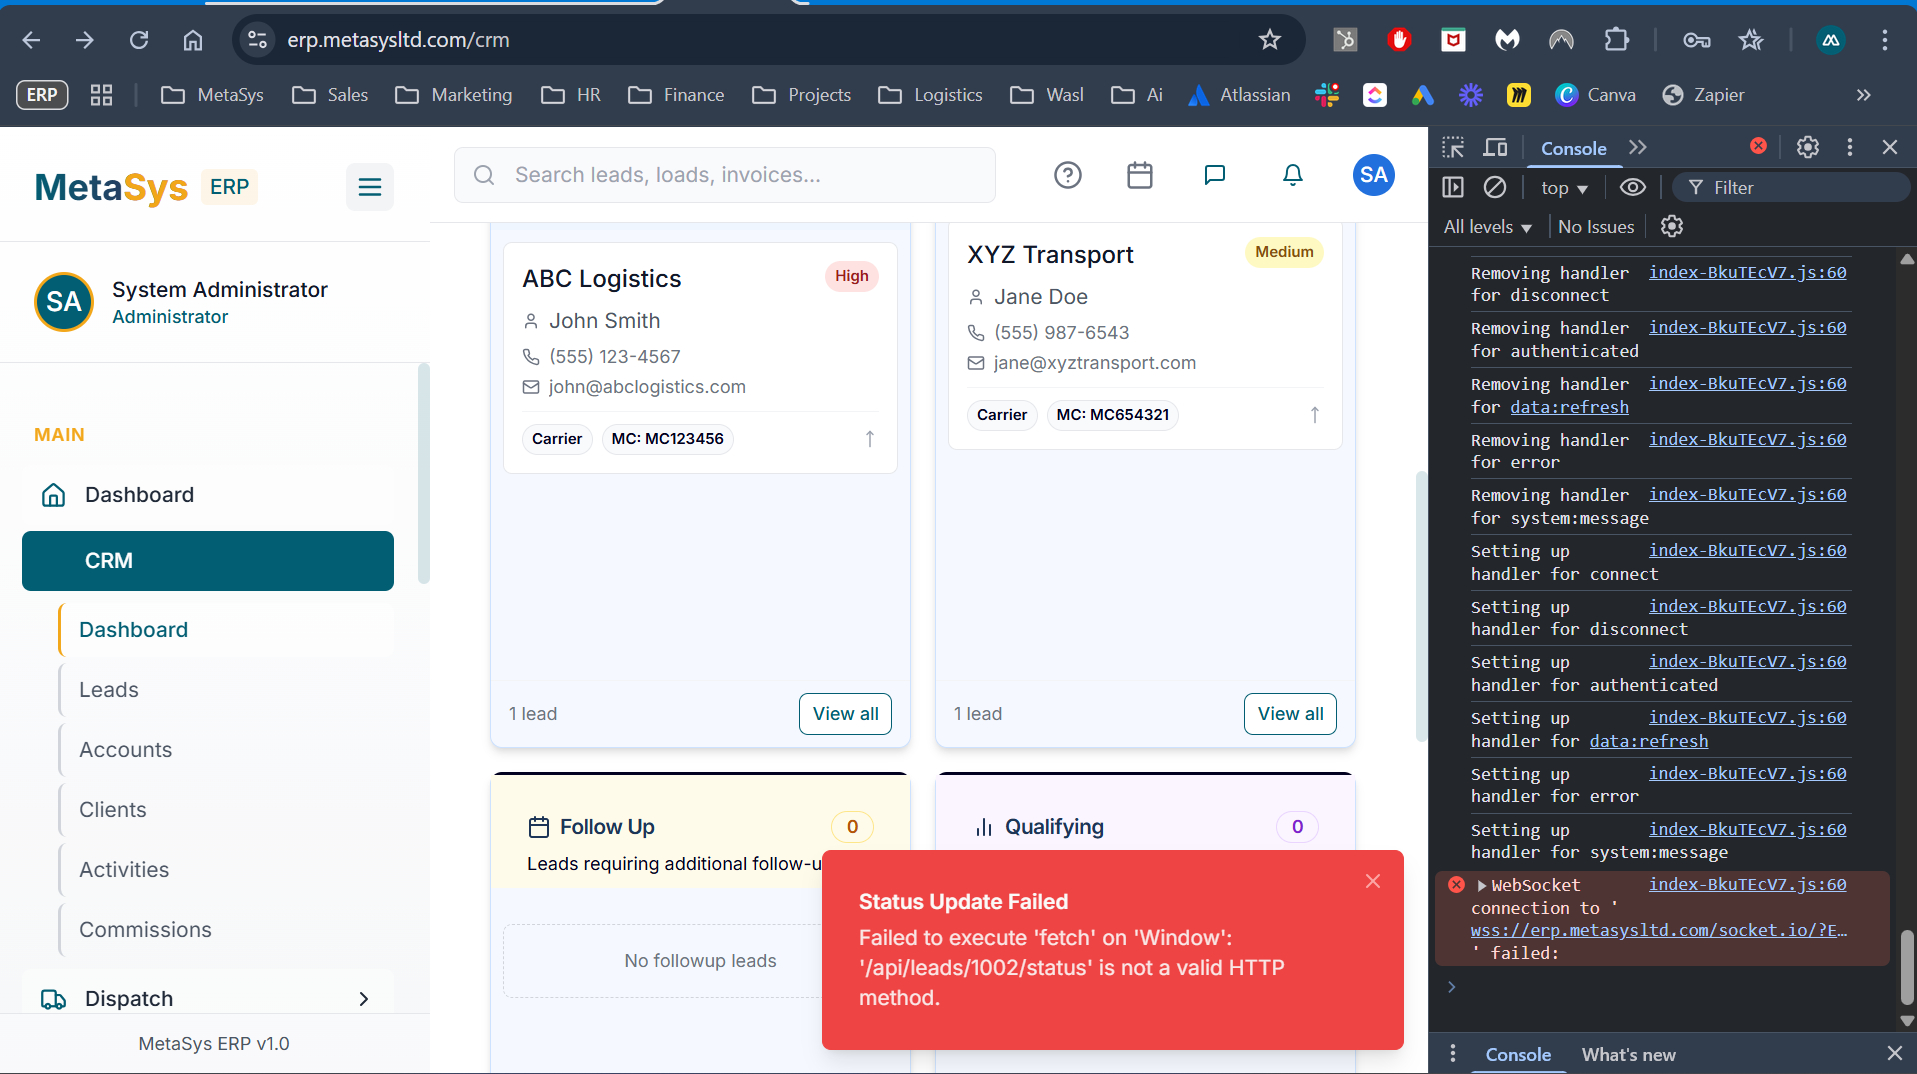 erp.metasysltd.com/crm
ERP
MetaSys
Sales
Marketing
HR
Finance
Projects
Logistics
Wasl
Ai
Atlassian
Canva
Zapier
MetaSys ERP
Search leads, loads, invoices...
SA
SA
System Administrator
Administrator
MAIN
Dashboard
CRM
Dashboard
Leads
Accounts
Clients
Activities
Commissions
Dispatch
MetaSys ERP v1.0
ABC Logistics
High
John Smith
(555) 123-4567
john@abclogistics.com
Carrier
MC: MC123456
1 lead
View all
XYZ Transport
Medium
Jane Doe
(555) 987-6543
jane@xyztransport.com
Carrier
MC: MC654321
1 lead
View all
Follow Up
0
Leads requiring additional follow-u
No followup leads
Qualifying
0
Status Update Failed
Failed to execute 'fetch' on 'Window':
'/api/leads/1002/status' is not a valid HTTP
method.
Console
top
Filter
All levels
No Issues
Removing handler index-BkuTEcV7.js:60
for disconnect
Removing handler index-BkuTEcV7.js:60
for authenticated
Removing handler index-BkuTEcV7.js:60
for data:refresh
Removing handler index-BkuTEcV7.js:60
for error
Removing handler index-BkuTEcV7.js:60
for system:message
Setting up index-BkuTEcV7.js:60
handler for connect
Setting up index-BkuTEcV7.js:60
handler for disconnect
Setting up index-BkuTEcV7.js:60
handler for authenticated
Setting up index-BkuTEcV7.js:60
handler for data:refresh
Setting up index-BkuTEcV7.js:60
handler for error
Setting up index-BkuTEcV7.js:60
handler for system:message
WebSocket index-BkuTEcV7.js:60
connection to '
wss://erp.metasysltd.com/socket.io/?E…
' failed:
Console
What's new